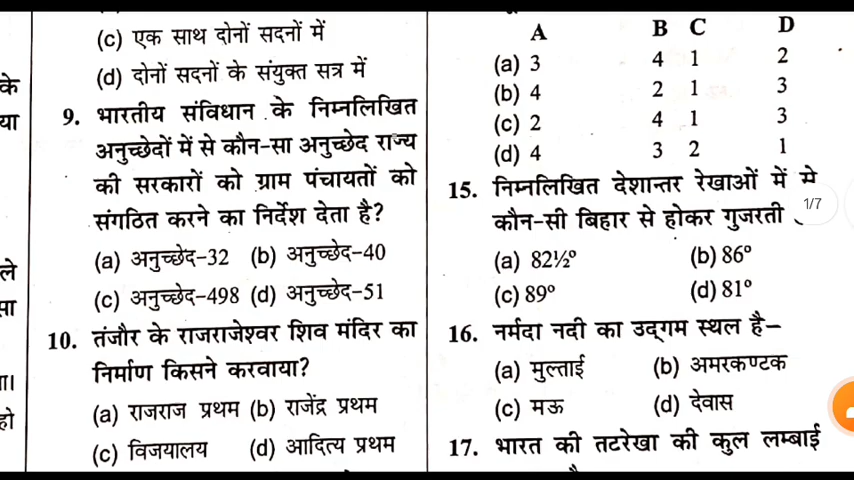 के
या
ले
सा
ा।
हो
(c) एक साथ दोनों सदनों में
(d) दोनों सदनों के संयुक्त सत्र में
9. भारतीय संविधान के निम्नलिखित
अनुच्छेदों में से कौन-सा अनुच्छेद राज्य
की सरकारों को ग्राम पंचायतों को
संगठित करने का निर्देश देता है?
(a) अनुच्छेद-32 (b) अनुच्छेद-40
(c) अनुच्छेद-498 (d) अनुच्छेद-51
10. तंजौर के राजराजेश्वर शिव मंदिर का
निर्माण किसने करवाया?
(a) राजराज प्रथम (b) राजेंद्र प्रथम
(c) विजयालय (d) आदित्य प्रथम
A B C D
(a) 3 4 1 2
(b) 4 2 1 3
(c) 2 4 1 3
(d) 4 3 2 1
15. निम्नलिखित देशान्तर रेखाओं में से
कौन-सी बिहार से होकर गुजरती
1/7
(a) 82½° (b) 86°
(c) 89° (d) 81°
16. नर्मदा नदी का उद्गम स्थल है–
(a) मुल्ताई (b) अमरकण्टक
(c) मऊ (d) देवास
17. भारत की तटरेखा की कुल लम्बाई